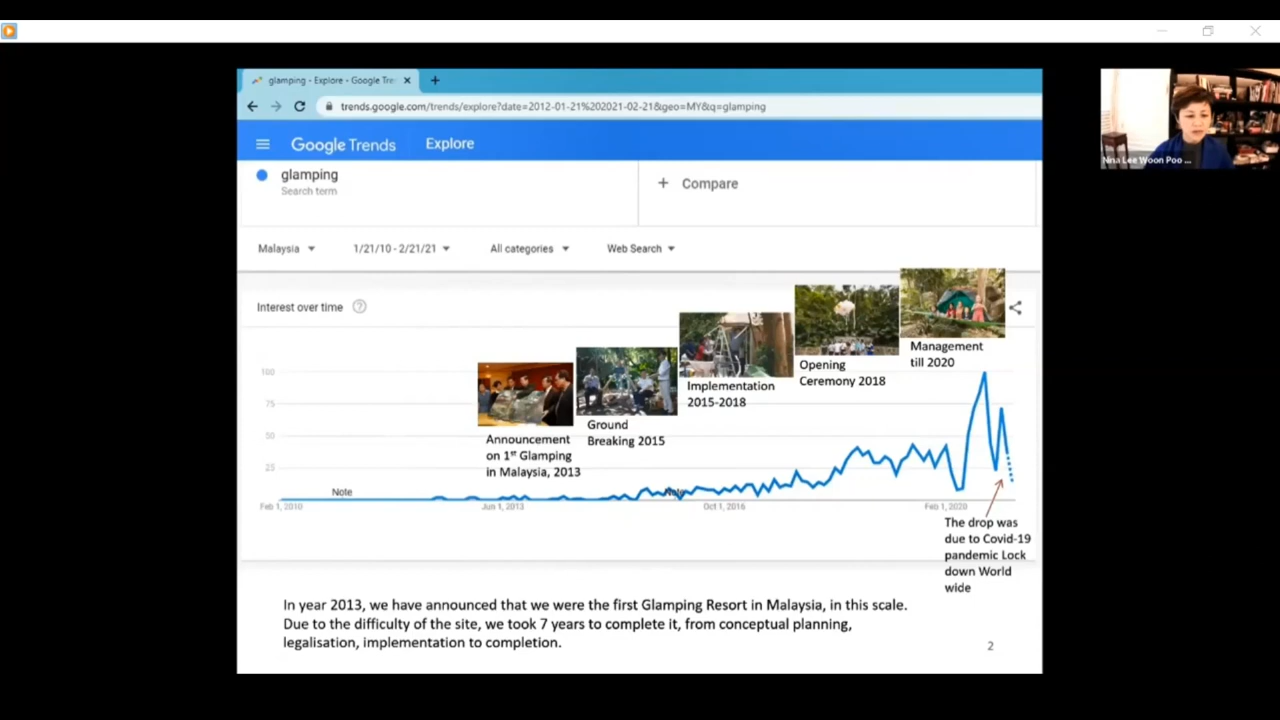 glamping - Explore - Google Tre
trends.google.com/trends/explore?date=2012-01-21%202021-02-21&geo=MY&q=glamping
Google Trends Explore
glamping
Search term
+ Compare
Malaysia
1/21/10 - 2/21/21
All categories
Web Search
Interest over time
100
75
50
25
Note
Note
Feb 1, 2010
Jun 1, 2013
Oct 1, 2016
Feb 1, 2020
Announcement
on 1st Glamping
in Malaysia, 2013
Ground
Breaking 2015
Implementation
2015-2018
Opening
Ceremony 2018
Management
till 2020
The drop was
due to Covid-19
pandemic Lock
down World
wide
In year 2013, we have announced that we were the first Glamping Resort in Malaysia, in this scale.
Due to the difficulty of the site, we took 7 years to complete it, from conceptual planning,
legalisation, implementation to completion.
2
Nina Lee Woon Poo ...